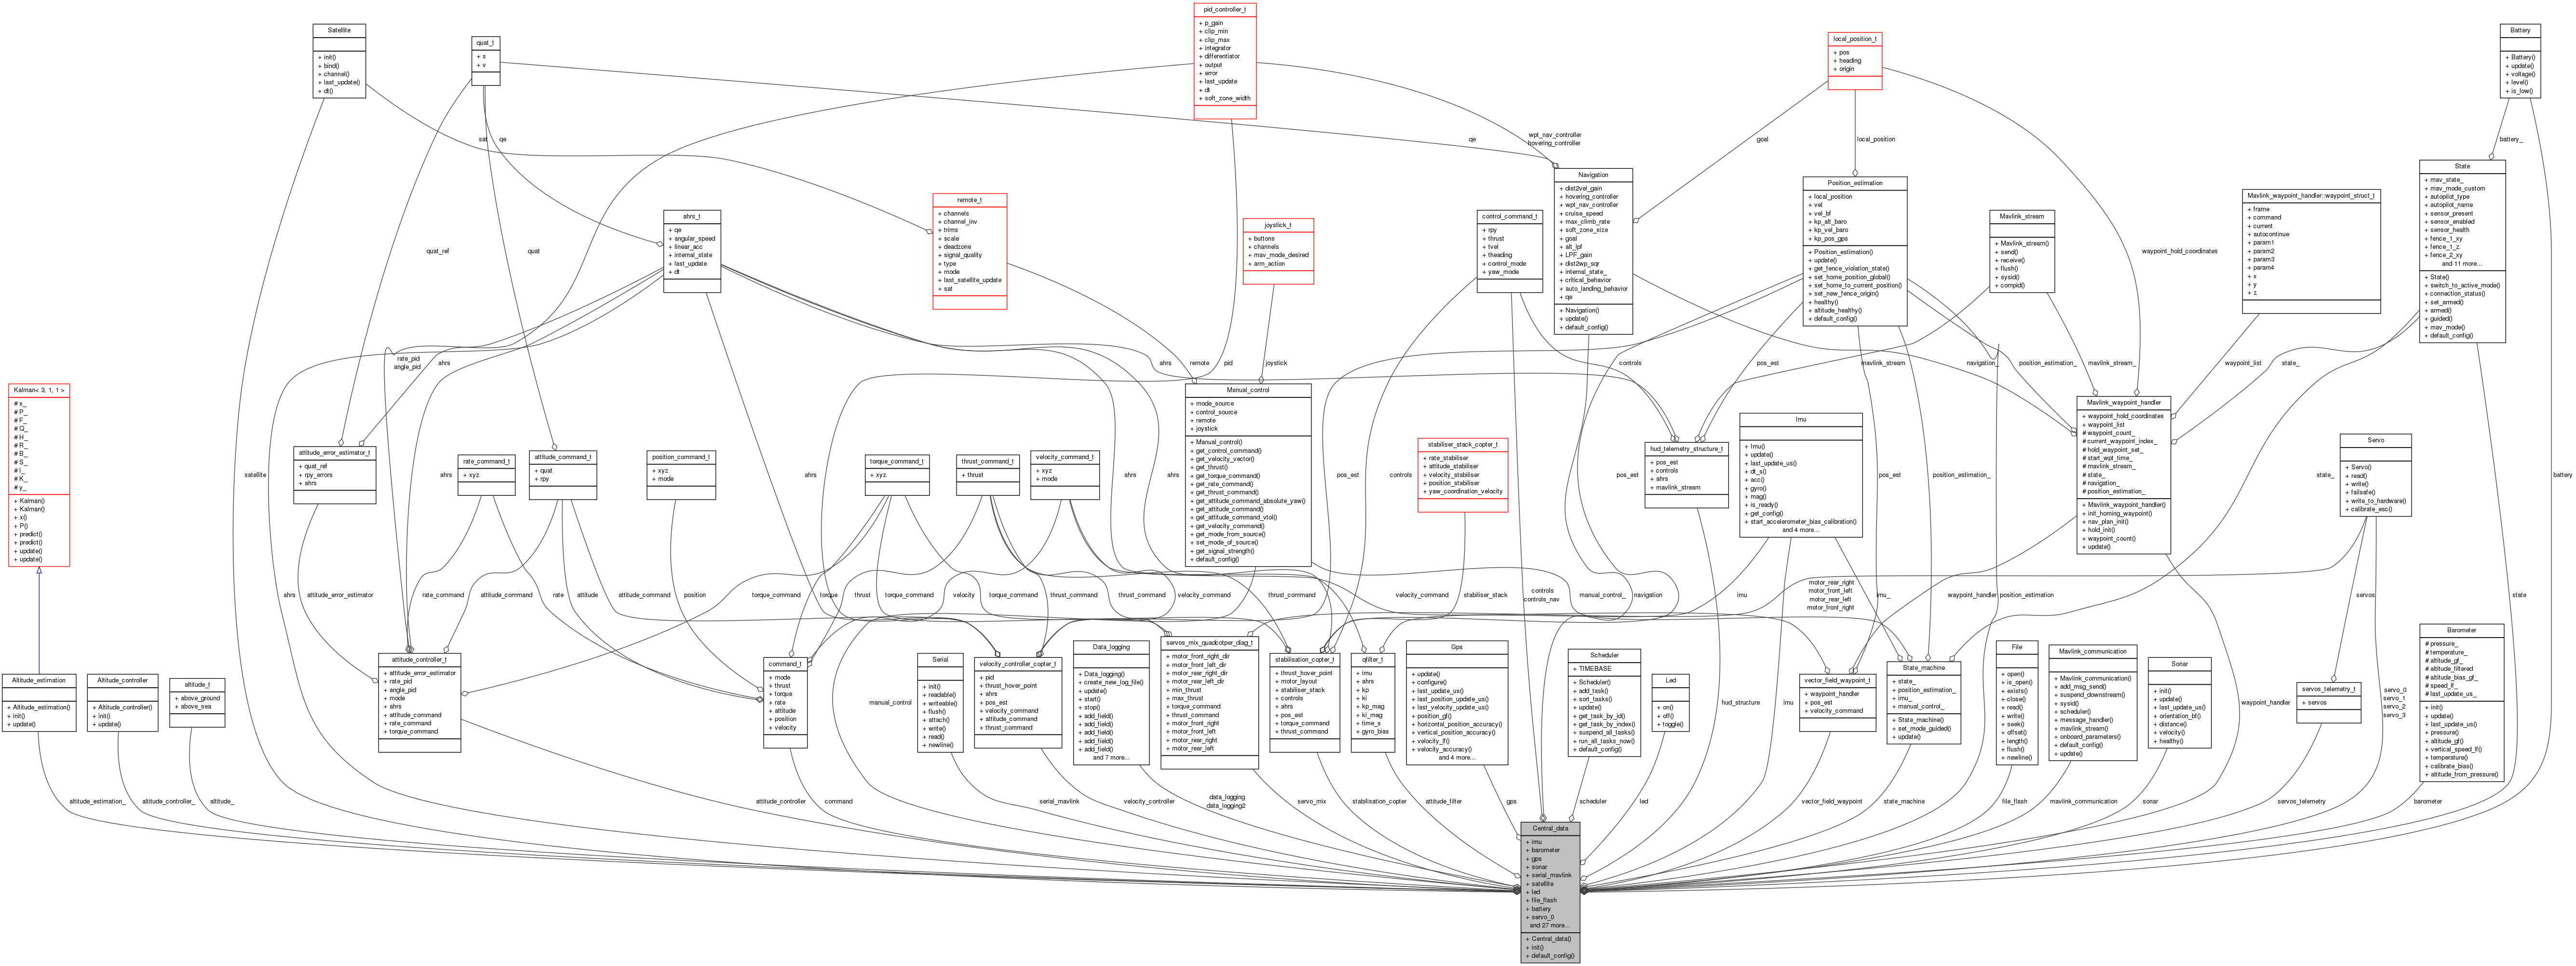 pid_controller_t
+ p_gain
+ clip_min
+ clip_max
+ integrator
+ differentiator
+ output
+ error
+ last_update
+ dt
+ soft_zone_width
Satellite
+ init()
+ bind()
+ channel()
+ last_update()
+ dt()
quat_t
+ s
+ v
local_position_t
+ pos
+ heading
+ origin
Battery
+ Battery()
+ update()
+ voltage()
+ level()
+ is_low()
sat
qe
qe
wpt_nav_controller
hovering_controller
goal
local_position
battery_
Navigation
+ dist2vel_gain
+ hovering_controller
+ wpt_nav_controller
+ cruise_speed
+ max_climb_rate
+ soft_zone_size
+ goal
+ alt_lpf
+ LPF_gain
+ dist2wp_sqr
+ internal_state_
+ critical_behavior
+ auto_landing_behavior
+ qe
+ Navigation()
+ update()
+ default_config()
Position_estimation
+ local_position
+ vel
+ vel_bf
+ kp_alt_baro
+ kp_vel_baro
+ kp_pos_gps
+ Position_estimation()
+ update()
+ get_fence_violation_state()
+ set_home_position_global()
+ set_home_to_current_position()
+ set_new_fence_origin()
+ healthy()
+ altitude_healthy()
+ default_config()
State
+ mav_state_
+ mav_mode_custom
+ autopilot_type
+ autopilot_name
+ sensor_present
+ sensor_enabled
+ sensor_health
+ fence_1_xy
+ fence_1_z
+ fence_2_xy
and 11 more...
+ State()
+ switch_to_active_mode()
+ connection_status()
+ set_armed()
+ armed()
+ guided()
+ mav_mode()
+ default_config()
Mavlink_waypoint_handler::waypoint_struct_t
+ frame
+ command
+ current
+ autocontinue
+ param1
+ param2
+ param3
+ param4
+ x
+ y
+ z
remote_t
+ channels
+ channel_inv
+ trims
+ scale
+ deadzone
+ signal_quality
+ type
+ mode
+ last_satellite_update
+ sat
ahrs_t
+ qe
+ angular_speed
+ linear_acc
+ internal_state
+ last_update
+ dt
joystick_t
+ buttons
+ channels
+ mav_mode_desired
+ arm_action
control_command_t
+ rpy
+ thrust
+ tvel
+ theading
+ control_mode
+ yaw_mode
Mavlink_stream
+ Mavlink_stream()
+ send()
+ receive()
+ flush()
+ sysid()
+ compid()
quat_ref
quat
waypoint_hold_coordinates
rate_pid
angle_pid
ahrs
ahrs
remote
pid
joystick
controls
pos_est
mavlink_stream
navigation_
position_estimation_
mavlink_stream_
waypoint_list
state_
Kalman< 3, 1, 1 >
# x_
# P_
# F_
# Q_
# H_
# R_
# B_
# S_
# I_
# K_
# y_
+ Kalman()
+ Kalman()
+ x()
+ P()
+ predict()
+ predict()
+ update()
+ update()
Manual_control
+ mode_source
+ control_source
+ remote
+ joystick
+ Manual_control()
+ get_control_command()
+ get_velocity_vector()
+ get_thrust()
+ get_torque_command()
+ get_rate_command()
+ get_thrust_command()
+ get_attitude_command_absolute_yaw()
+ get_attitude_command()
+ get_attitude_command_vtol()
+ get_velocity_command()
+ get_mode_from_source()
+ set_mode_of_source()
+ get_signal_strength()
+ default_config()
Mavlink_waypoint_handler
+ waypoint_hold_coordinates
+ waypoint_list
# waypoint_count_
# current_waypoint_index_
# hold_waypoint_set_
# start_wpt_time_
# mavlink_stream_
# state_
# navigation_
# position_estimation_
+ Mavlink_waypoint_handler()
+ init_homing_waypoint()
+ nav_plan_init()
+ hold_init()
+ waypoint_count()
+ update()
Imu
+ Imu()
+ update()
+ last_update_us()
+ dt_s()
+ acc()
+ gyro()
+ mag()
+ is_ready()
+ get_config()
+ start_accelerometer_bias_calibration()
and 4 more...
attitude_error_estimator_t
+ quat_ref
+ rpy_errors
+ ahrs
rate_command_t
+ xyz
attitude_command_t
+ quat
+ rpy
position_command_t
+ xyz
+ mode
torque_command_t
+ xyz
thrust_command_t
+ thrust
velocity_command_t
+ xyz
+ mode
stabiliser_stack_copter_t
+ rate_stabiliser
+ attitude_stabiliser
+ velocity_stabiliser
+ position_stabiliser
+ yaw_coordination_velocity
hud_telemetry_structure_t
+ pos_est
+ controls
+ ahrs
+ mavlink_stream
Servo
+ Servo()
+ read()
+ write()
+ failsafe()
+ write_to_hardware()
+ calibrate_esc()
satellite
ahrs
ahrs
ahrs
ahrs
pos_est
controls
pos_est
pos_est
position_estimation_
state_
battery
ahrs
attitude_error_estimator
rate_command
attitude_command
rate
attitude
attitude_command
position
torque_command
torque
thrust
torque_command
velocity
torque_command
thrust_command
thrust_command
velocity_command
thrust_command
velocity_command
stabiliser_stack
controls
controls_nav
manual_control_
navigation
imu
imu_
motor_rear_right
motor_front_left
motor_rear_left
motor_front_right
waypoint_handler
position_estimation
servos
state
Altitude_estimation
+ Altitude_estimation()
+ init()
+ update()
Altitude_controller
+ Altitude_controller()
+ init()
+ update()
altitude_t
+ above_ground
+ above_sea
attitude_controller_t
+ attitude_error_estimator
+ rate_pid
+ angle_pid
+ mode
+ ahrs
+ attitude_command
+ rate_command
+ torque_command
command_t
+ mode
+ thrust
+ torque
+ rate
+ attitude
+ position
+ velocity
manual_control
Serial
+ init()
+ readable()
+ writeable()
+ flush()
+ attach()
+ write()
+ read()
+ newline()
velocity_controller_copter_t
+ pid
+ thrust_hover_point
+ ahrs
+ pos_est
+ velocity_command
+ attitude_command
+ thrust_command
Data_logging
+ Data_logging()
+ create_new_log_file()
+ update()
+ start()
+ stop()
+ add_field()
+ add_field()
+ add_field()
+ add_field()
+ add_field()
and 7 more...
servos_mix_quadcotper_diag_t
+ motor_front_right_dir
+ motor_front_left_dir
+ motor_rear_right_dir
+ motor_rear_left_dir
+ min_thrust
+ max_thrust
+ torque_command
+ thrust_command
+ motor_front_right
+ motor_front_left
+ motor_rear_right
+ motor_rear_left
stabilisation_copter_t
+ thrust_hover_point
+ motor_layout
+ stabiliser_stack
+ controls
+ ahrs
+ pos_est
+ torque_command
+ thrust_command
qfilter_t
+ imu
+ ahrs
+ kp
+ ki
+ kp_mag
+ ki_mag
+ time_s
+ gyro_bias
Gps
+ update()
+ configure()
+ last_update_us()
+ last_position_update_us()
+ last_velocity_update_us()
+ position_gf()
+ horizontal_position_accuracy()
+ vertical_position_accuracy()
+ velocity_lf()
+ velocity_accuracy()
and 4 more...
Scheduler
+ TIMEBASE
+ Scheduler()
+ add_task()
+ sort_tasks()
+ update()
+ get_task_by_id()
+ get_task_by_index()
+ suspend_all_tasks()
+ run_all_tasks_now()
+ default_config()
Led
+ on()
+ off()
+ toggle()
hud_structure
imu
vector_field_waypoint_t
+ waypoint_handler
+ pos_est
+ velocity_command
State_machine
+ state_
+ position_estimation_
+ imu_
+ manual_control_
+ State_machine()
+ set_mode_guided()
+ update()
File
+ open()
+ is_open()
+ exists()
+ close()
+ read()
+ write()
+ seek()
+ offset()
+ length()
+ flush()
+ newline()
Mavlink_communication
+ Mavlink_communication()
+ add_msg_send()
+ suspend_downstream()
+ sysid()
+ scheduler()
+ message_handler()
+ mavlink_stream()
+ onboard_parameters()
+ default_config()
+ update()
Sonar
+ init()
+ update()
+ last_update_us()
+ orientation_bf()
+ distance()
+ velocity()
+ healthy()
waypoint_handler
servos_telemetry_t
+ servos
servo_0
servo_1
servo_2
servo_3
Barometer
# pressure_
# temperature_
# altitude_gf_
# altitude_filtered
# altitude_bias_gf_
# speed_lf_
# last_update_us_
+ init()
+ update()
+ last_update_us()
+ pressure()
+ altitude_gf()
+ vertical_speed_lf()
+ temperature()
+ calibrate_bias()
+ altitude_from_pressure()
altitude_estimation_
altitude_controller_
altitude_
attitude_controller
command
serial_mavlink
velocity_controller
data_logging
data_logging2
servo_mix
stabilisation_copter
attitude_filter
gps
scheduler
led
vector_field_waypoint
state_machine
file_flash
mavlink_communication
sonar
servos_telemetry
barometer
Central_data
+ imu
+ barometer
+ gps
+ sonar
+ serial_mavlink
+ satellite
+ led
+ file_flash
+ battery
+ servo_0
and 27 more...
+ Central_data()
+ init()
+ default_config()